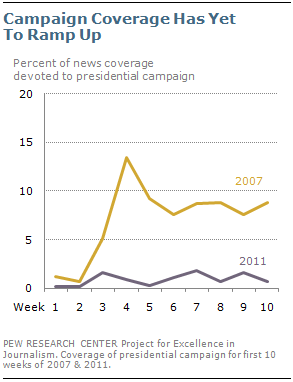 Campaign Coverage Has Yet
To Ramp Up
Percent of news coverage
devoted to presidential campaign
20
15
10
5
0
2007
2011
Week 1 2 3 4 5 6 7 8 9 10
PEW RESEARCH CENTER Project for Excellence in
Journalism. Coverage of presidential campaign for first 10
weeks of 2007 & 2011.